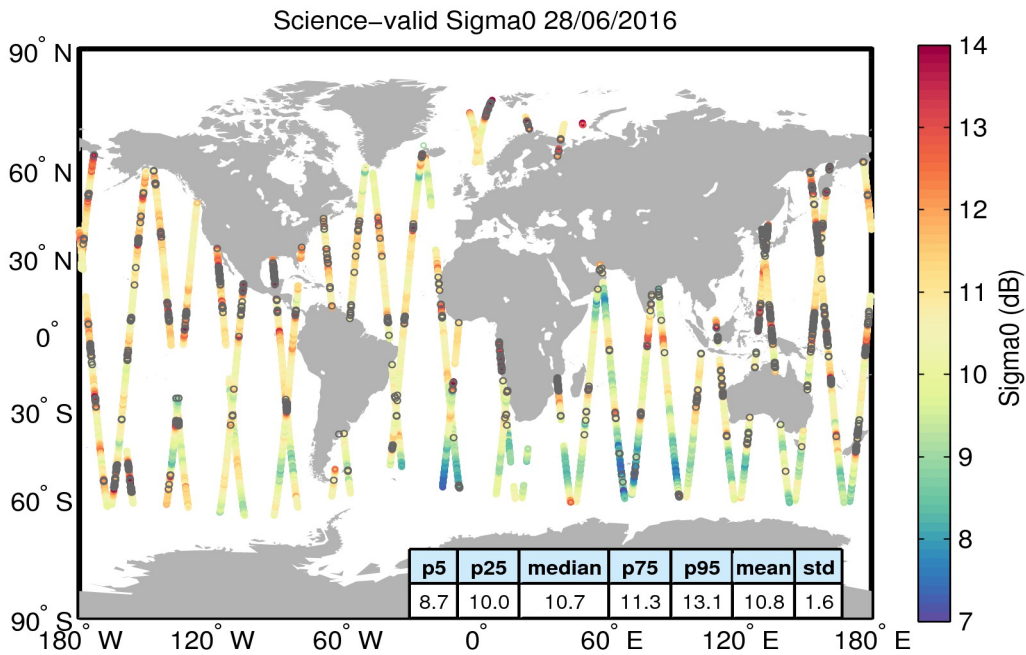 Science−valid Sigma0 28/06/2016
90° N
60° N
30° N
0°
30° S
60° S
90° S
180° W
120° W
60° W
0°
60° E
120° E
180° E
p5 p25 median p75 p95 mean std
8.7 10.0 10.7 11.3 13.1 10.8 1.6
14
13
12
11
10
9
8
7
Sigma0 (dB)